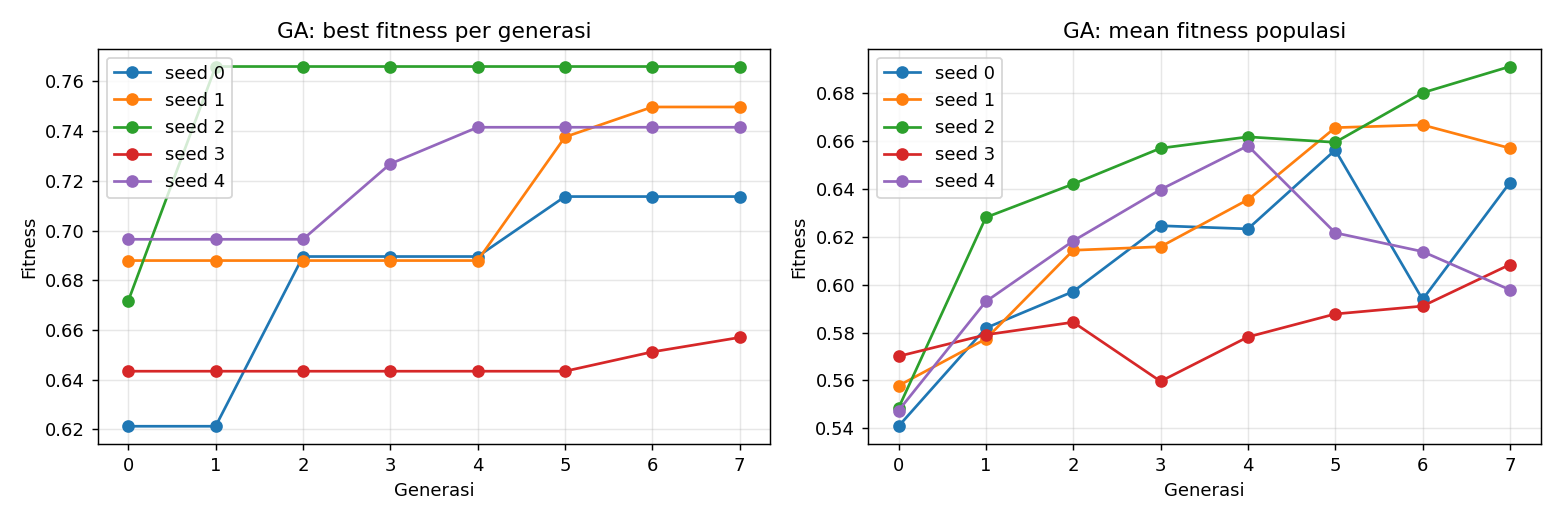 GA: best fitness per generasi
Fitness
0.76
0.74
0.72
0.70
0.68
0.66
0.64
0.62
seed 0
seed 1
seed 2
seed 3
seed 4
0 1 2 3 4 5 6 7
Generasi
GA: mean fitness populasi
Fitness
0.68
0.66
0.64
0.62
0.60
0.58
0.56
0.54
seed 0
seed 1
seed 2
seed 3
seed 4
0 1 2 3 4 5 6 7
Generasi